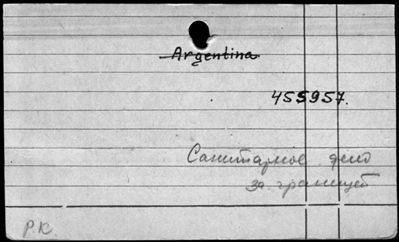 Argentina
455957.
Санитарное дело
за границей
Р.К.